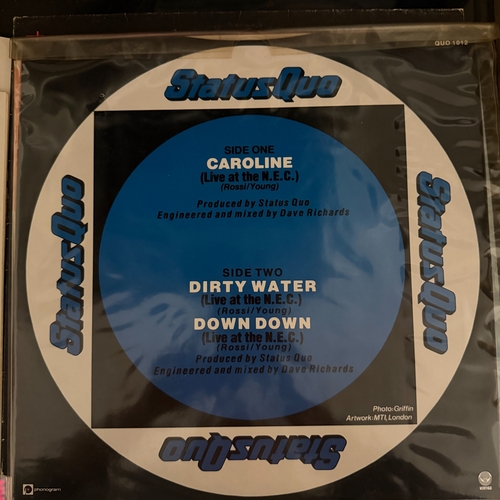 QUO 1012
Status Quo
SIDE ONE
CAROLINE
(Live at the N.E.C.)
(Rossi/Young)
Produced by Status Quo
Engineered and mixed by Dave Richards
Status Quo
Status Quo
SIDE TWO
DIRTY WATER
(Live at the N.E.C.)
(Rossi/Young)
DOWN DOWN
(Live at the N.E.C.)
(Rossi/Young)
Produced by Status Quo
Engineered and mixed by Dave Richards
Photo: Griffin
Artwork: MTI, London
Status Quo
phonogram
vertigo